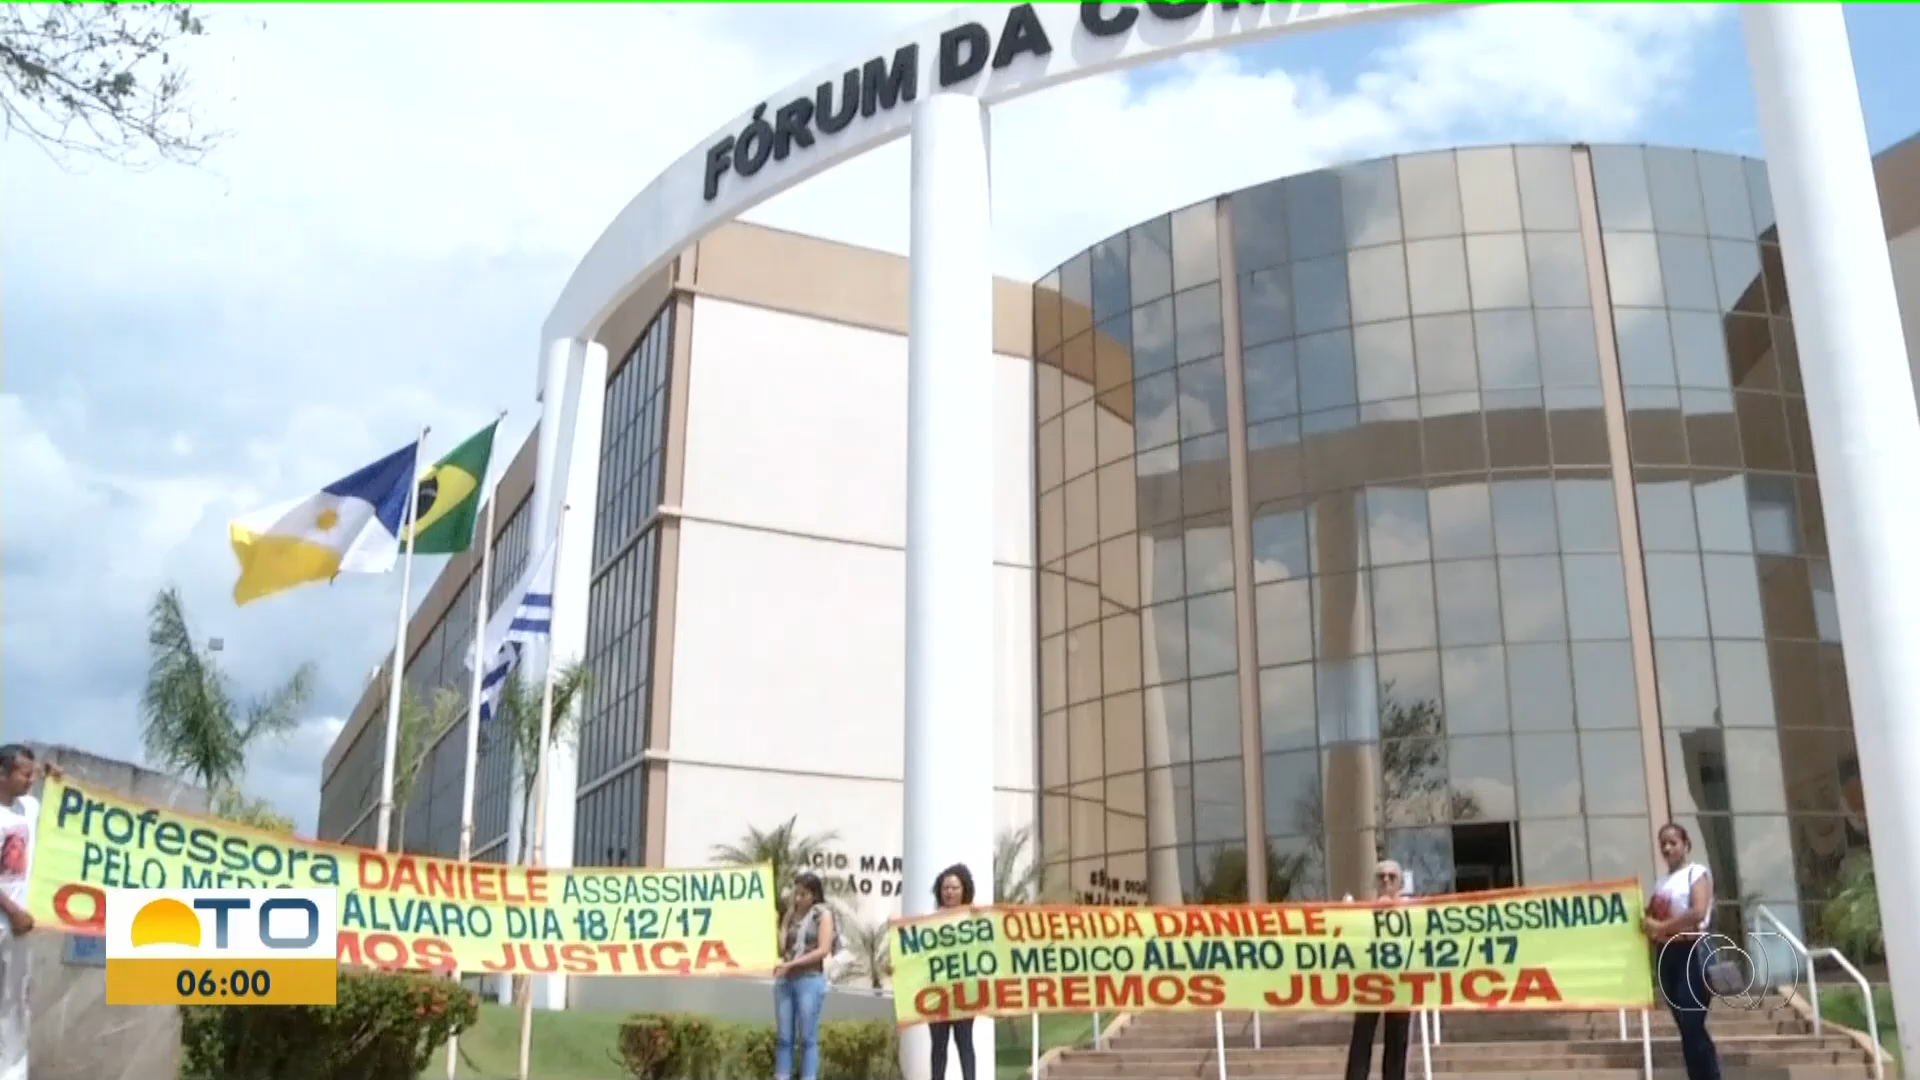 FÓRUM DA
Professora DANIELE ASSASSINADA
PELO MÉDICO ÁLVARO DIA 18/12/17
JUSTIÇA
Nossa QUERIDA DANIELE, FOI ASSASSINADA
PELO MÉDICO ÁLVARO DIA 18/12/17
QUEREMOS JUSTIÇA
TO
06:00